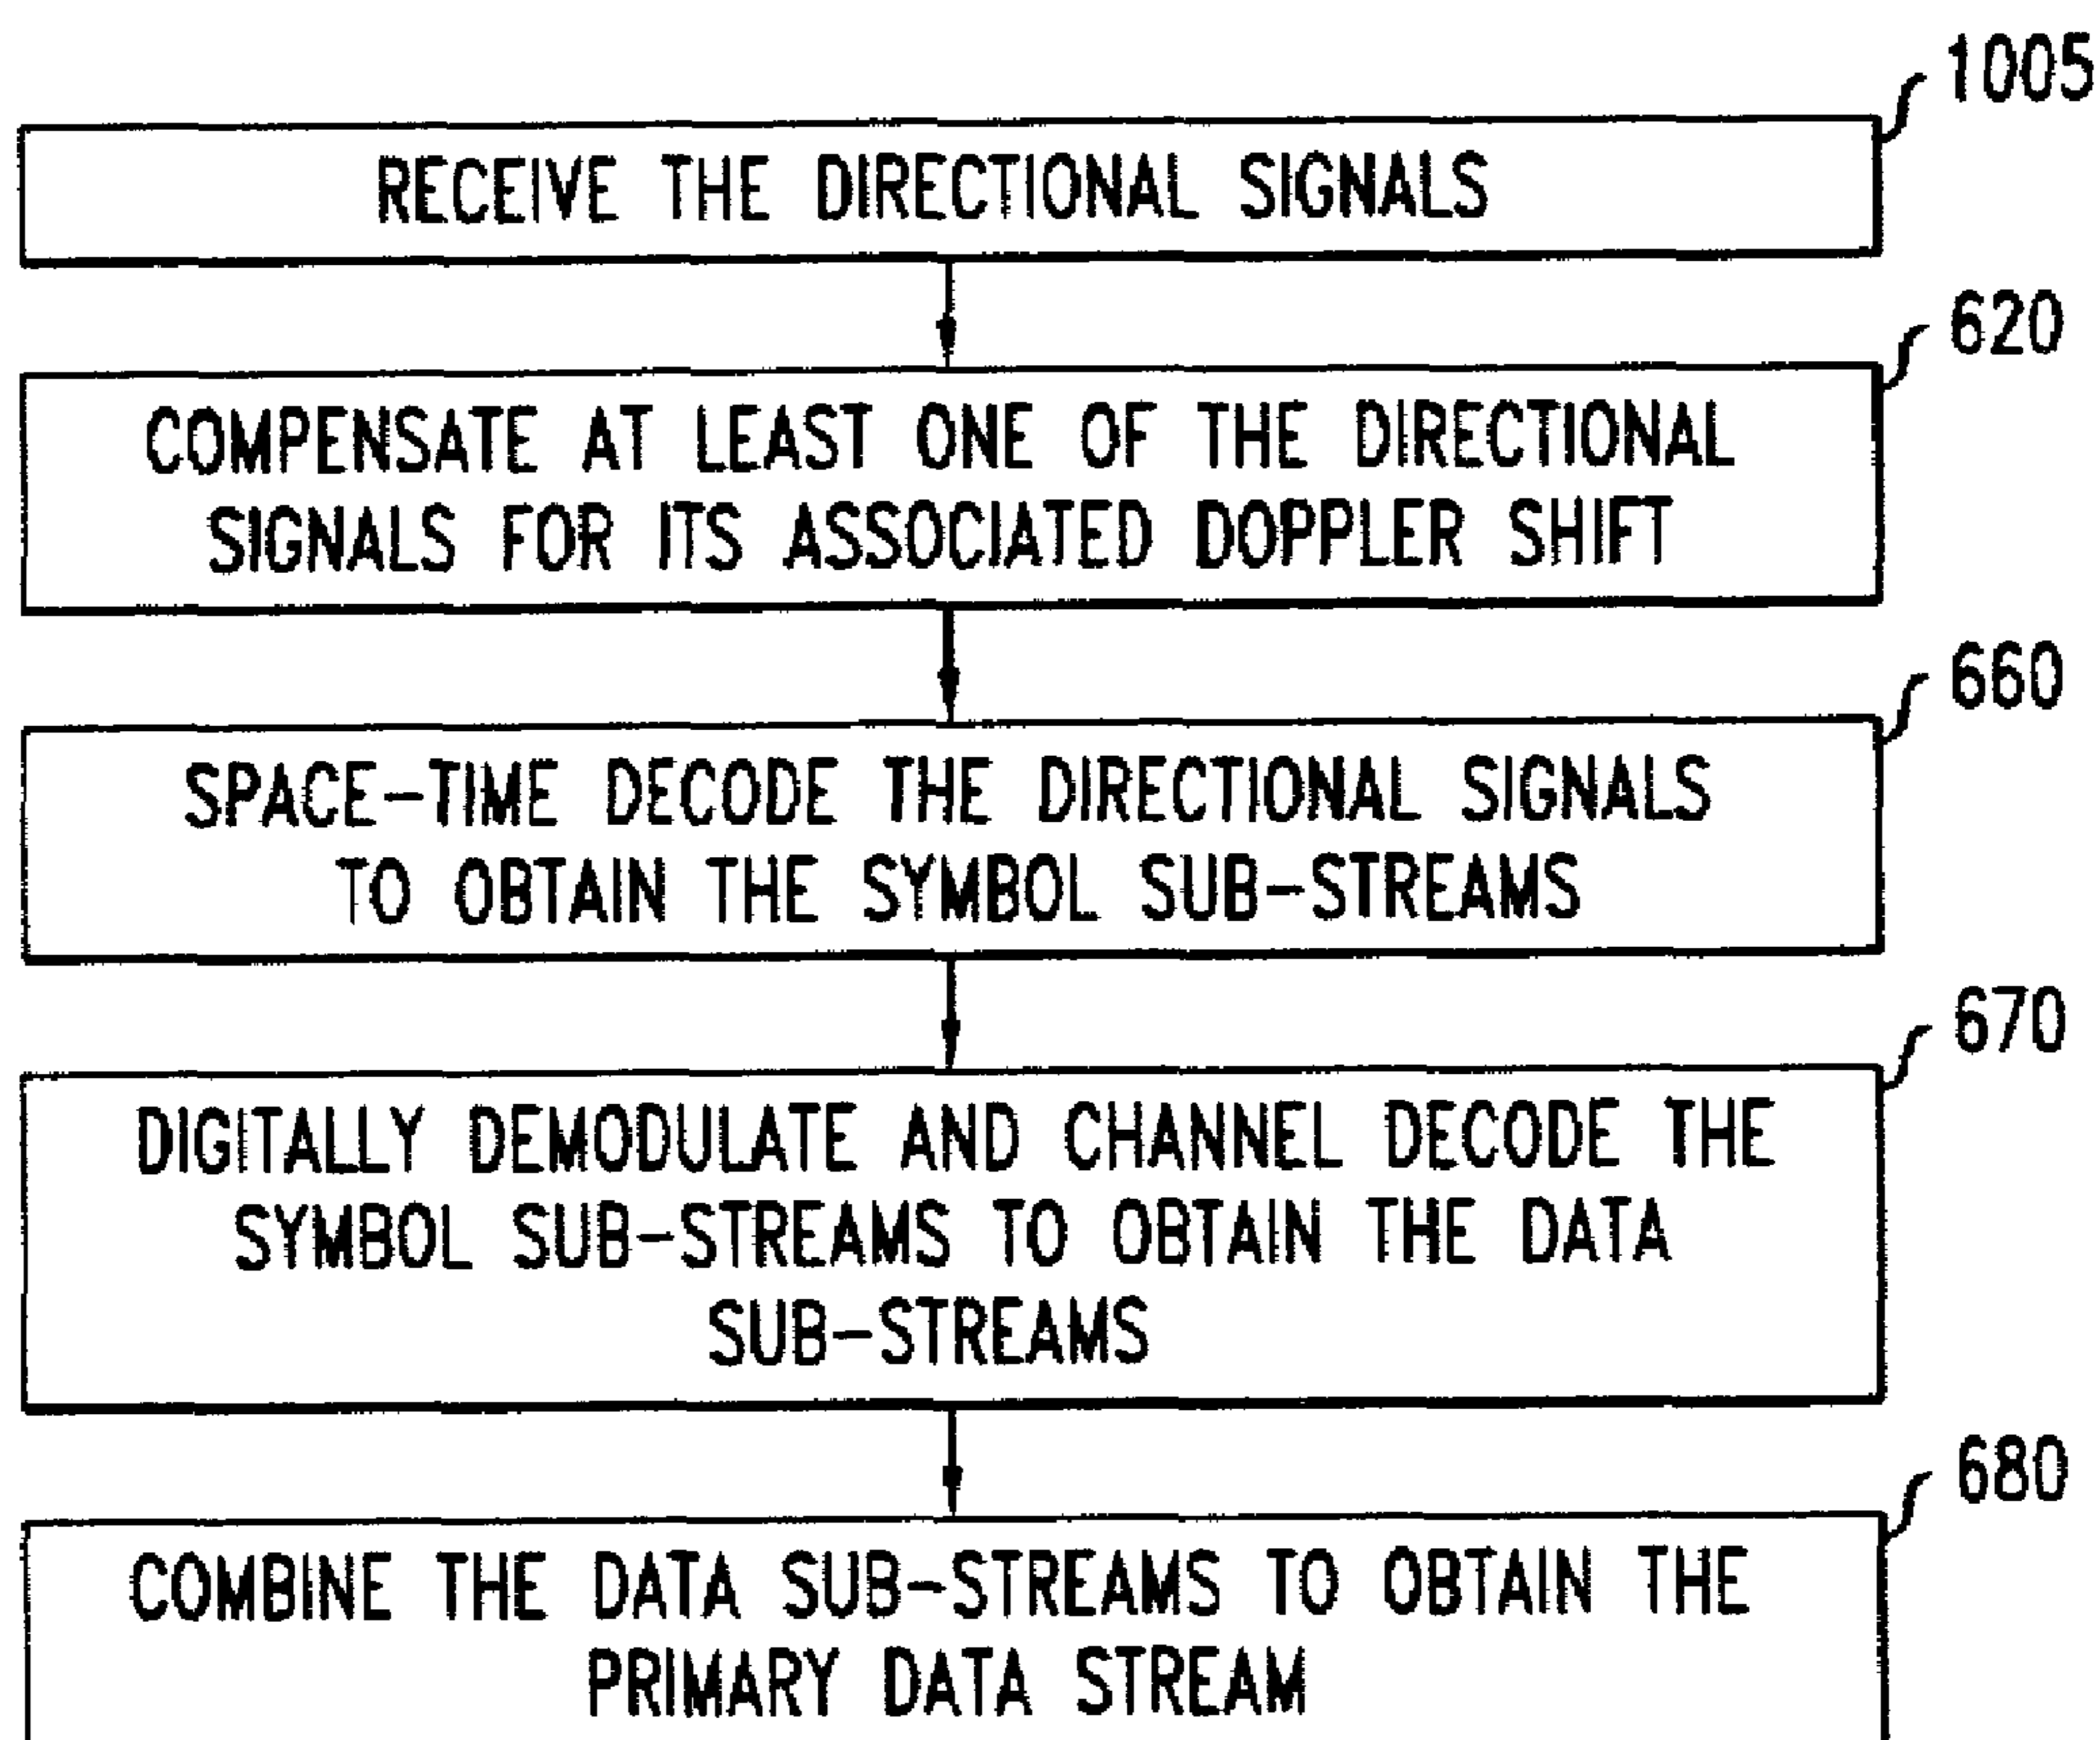 1005
RECEIVE THE DIRECTIONAL SIGNALS
620
COMPENSATE AT LEAST ONE OF THE DIRECTIONAL
SIGNALS FOR ITS ASSOCIATED DOPPLER SHIFT
660
SPACE-TIME DECODE THE DIRECTIONAL SIGNALS
TO OBTAIN THE SYMBOL SUB-STREAMS
670
DIGITALLY DEMODULATE AND CHANNEL DECODE THE
SYMBOL SUB-STREAMS TO OBTAIN THE DATA
SUB-STREAMS
680
COMBINE THE DATA SUB-STREAMS TO OBTAIN THE
PRIMARY DATA STREAM